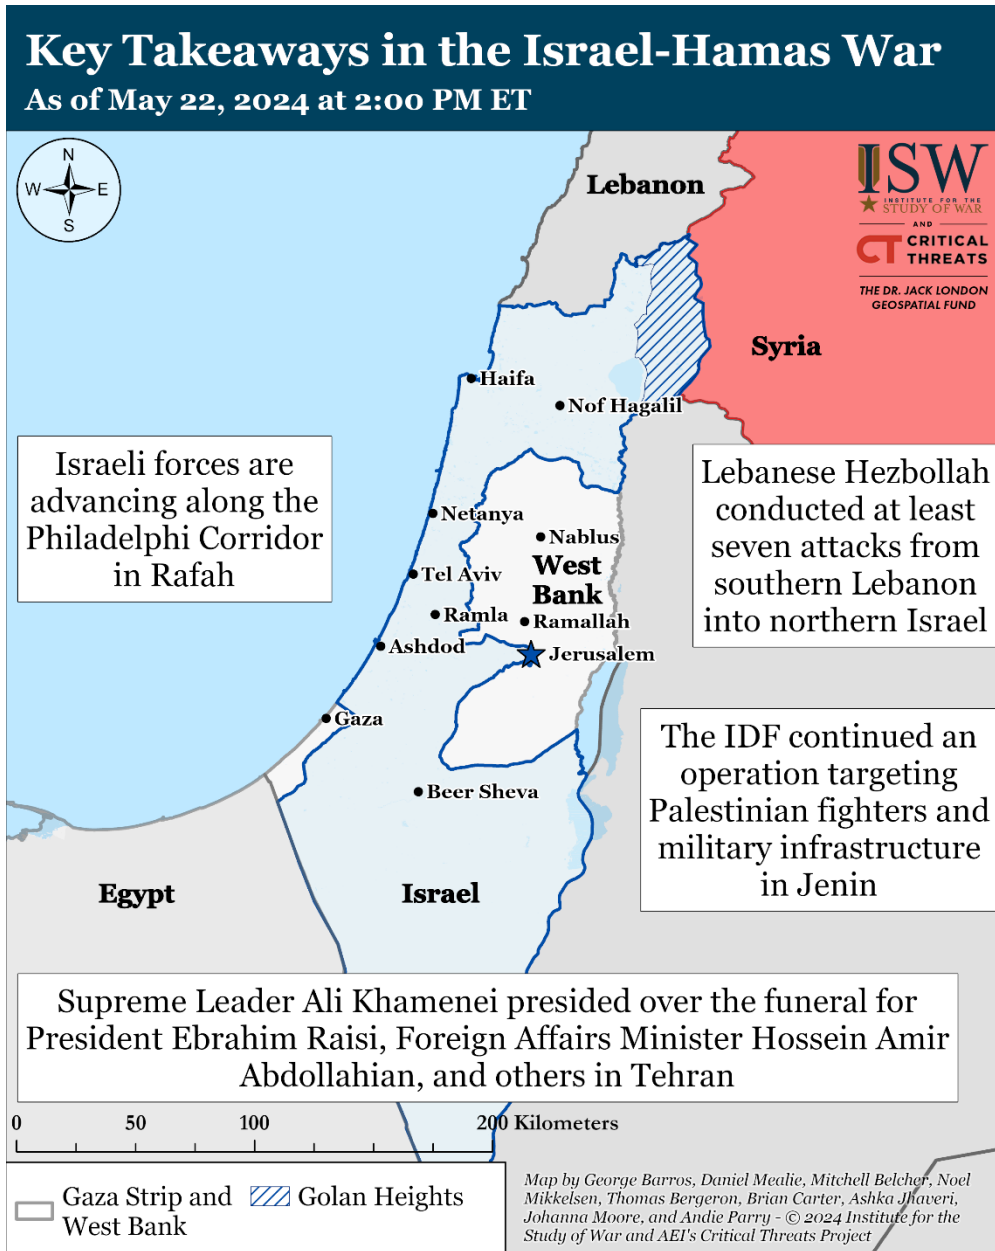 Key Takeaways in the Israel-Hamas War
As of May 22, 2024 at 2:00 PM ET
N
W
E
S
Lebanon
ISW
INSTITUTE FOR THE
STUDY OF WAR
AND
CT CRITICAL
THREATS
THE DR. JACK LONDON
GEOSPATIAL FUND
Syria
Haifa
Nof Hagalil
Israeli forces are
advancing along the
Philadelphi Corridor
in Rafah
Lebanese Hezbollah
conducted at least
seven attacks from
southern Lebanon
into northern Israel
Netanya
Nablus
West
Bank
Tel Aviv
Ramla
Ramallah
Ashdod
Jerusalem
Gaza
The IDF continued an
operation targeting
Palestinian fighters and
military infrastructure
in Jenin
Beer Sheva
Egypt
Israel
Supreme Leader Ali Khamenei presided over the funeral for
President Ebrahim Raisi, Foreign Affairs Minister Hossein Amir
Abdollahian, and others in Tehran
0 50 100 200 Kilometers
Gaza Strip and
West Bank
Golan Heights
Map by George Barros, Daniel Mealie, Mitchell Belcher, Noel
Mikkelsen, Thomas Bergeron, Brian Carter, Ashka Jhaveri,
Johanna Moore, and Andie Parry - © 2024 Institute for the
Study of War and AEI's Critical Threats Project